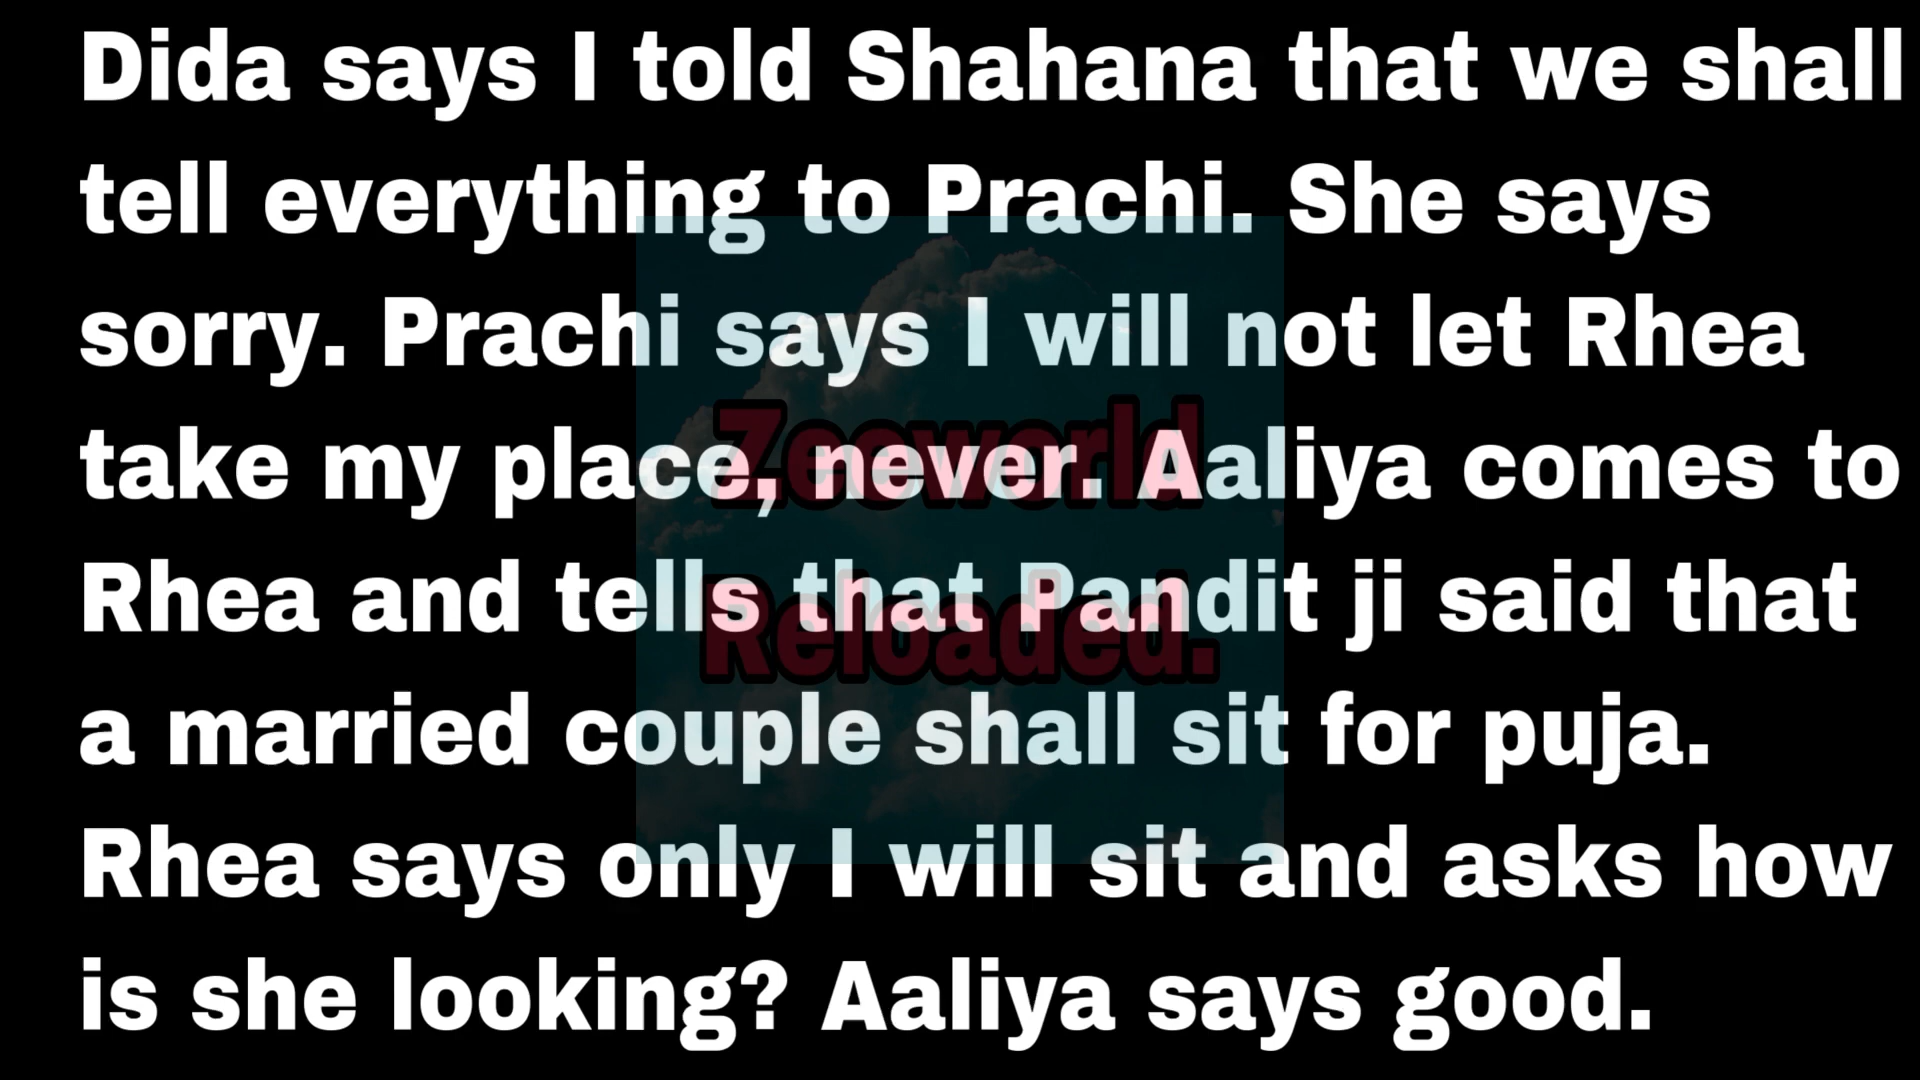 Dida says I told Shahana that we shall
tell everything to Prachi. She says
sorry. Prachi says I will not let Rhea
take my place, never. Aaliya comes to
Rhea and tells that Pandit ji said that
a married couple shall sit for puja.
Rhea says only I will sit and asks how
is she looking? Aaliya says good.
Zeeworld
Reloaded.